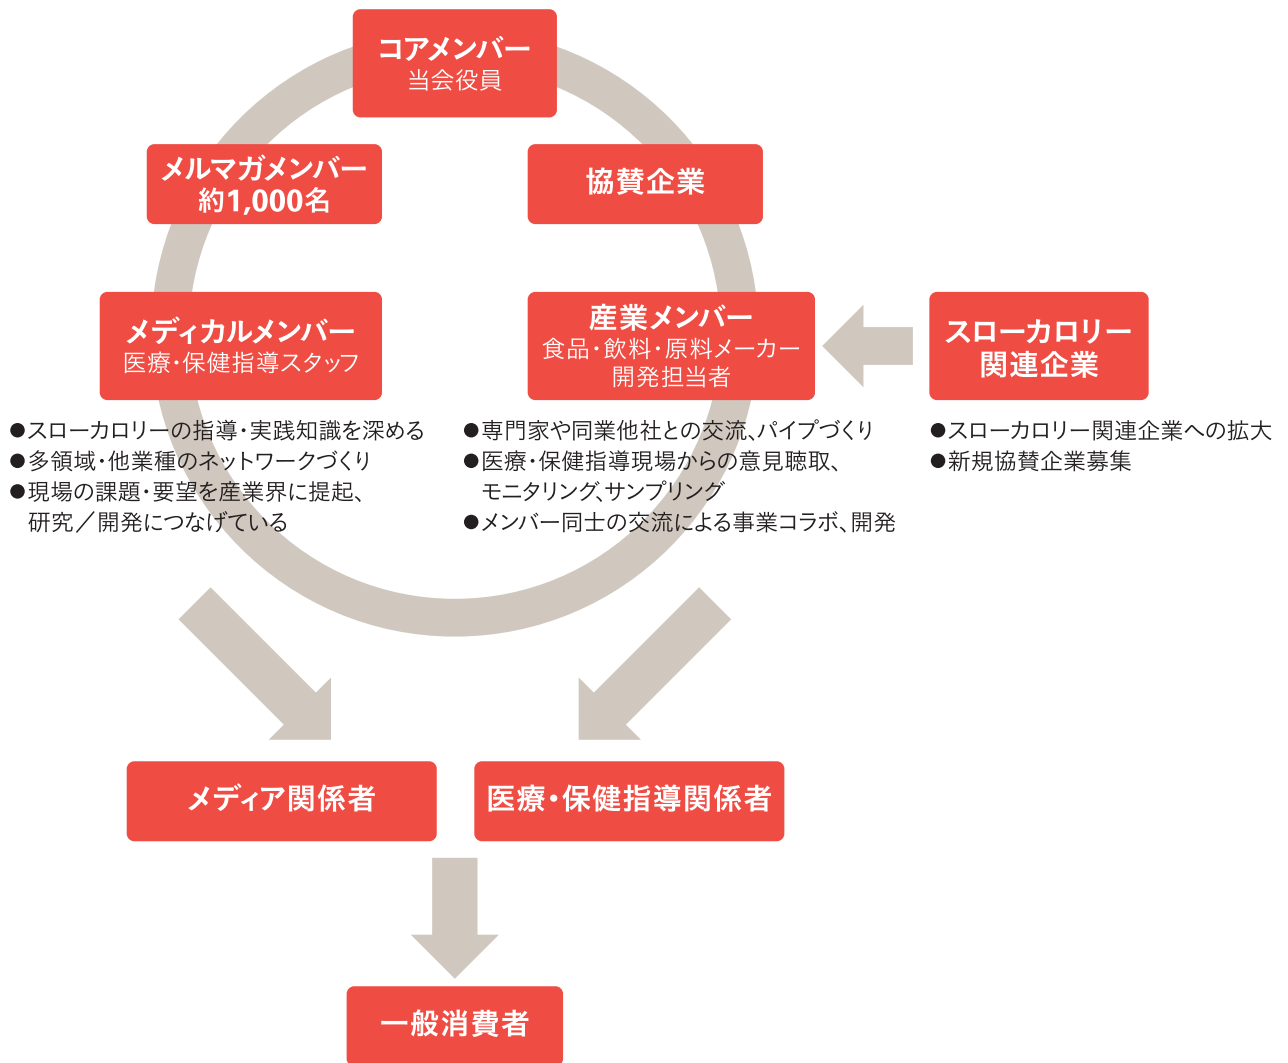 コアメンバー
当会役員
メルマガメンバー
約1,000名
協賛企業
メディカルメンバー
医療・保健指導スタッフ
産業メンバー
食品・飲料・原料メーカー
開発担当者
スローカロリー
関連企業
●スローカロリーの指導・実践知識を深める
●多領域・他業種のネットワークづくり
●現場の課題・要望を産業界に提起、
研究／開発につなげている
●専門家や同業他社との交流、パイプづくり
●医療・保健指導現場からの意見聴取、
モニタリング、サンプリング
●メンバー同士の交流による事業コラボ、開発
●スローカロリー関連企業への拡大
●新規協賛企業募集
メディア関係者
医療・保健指導関係者
一般消費者